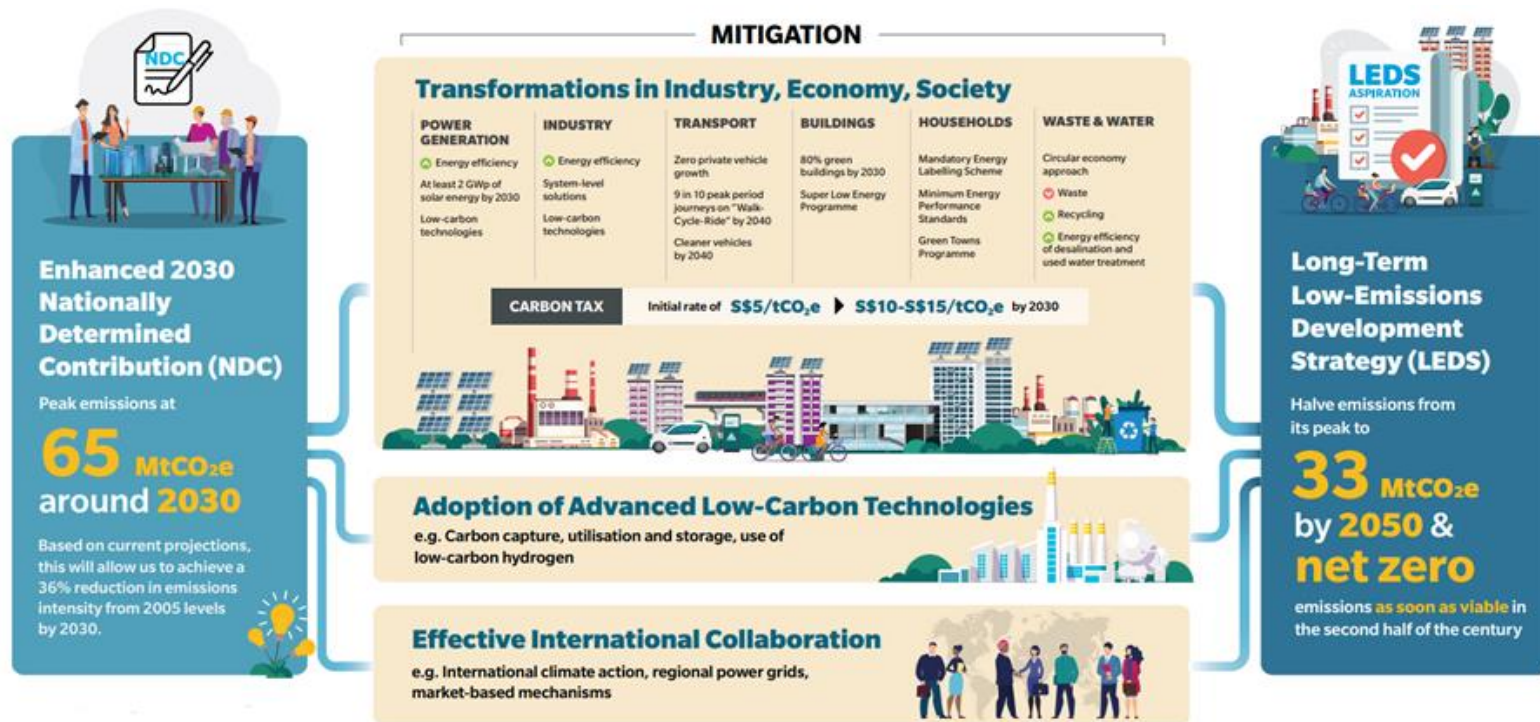 NDC
Enhanced 2030
Nationally
Determined
Contribution (NDC)
Peak emissions at
65 MtCO₂e
around 2030
Based on current projections,
this will allow us to achieve a
36% reduction in emissions
intensity from 2005 levels
by 2030.
MITIGATION
Transformations in Industry, Economy, Society
POWER
GENERATION
Energy efficiency
At least 2 GWp of
solar energy by 2030
Low-carbon
technologies
INDUSTRY
Energy efficiency
System-level
solutions
Low-carbon
technologies
TRANSPORT
Zero private vehicle
growth
9 in 10 peak period
journeys on "Walk-
Cycle-Ride" by 2040
Cleaner vehicles
by 2040
BUILDINGS
80% green
buildings by 2030
Super Low Energy
Programme
HOUSEHOLDS
Mandatory Energy
Labelling Scheme
Minimum Energy
Performance
Standards
Green Towns
Programme
WASTE & WATER
Circular economy
approach
Waste
Recycling
Energy efficiency
of desalination and
used water treatment
CARBON TAX Initial rate of S$5/tCO₂e S$10-S$15/tCO₂e by 2030
Adoption of Advanced Low-Carbon Technologies
e.g. Carbon capture, utilisation and storage, use of
low-carbon hydrogen
Effective International Collaboration
e.g. International climate action, regional power grids,
market-based mechanisms
LEDS
ASPIRATION
Long-Term
Low-Emissions
Development
Strategy (LEDS)
Halve emissions from
its peak to
33 MtCO₂e
by 2050 &
net zero
emissions as soon as viable in
the second half of the century